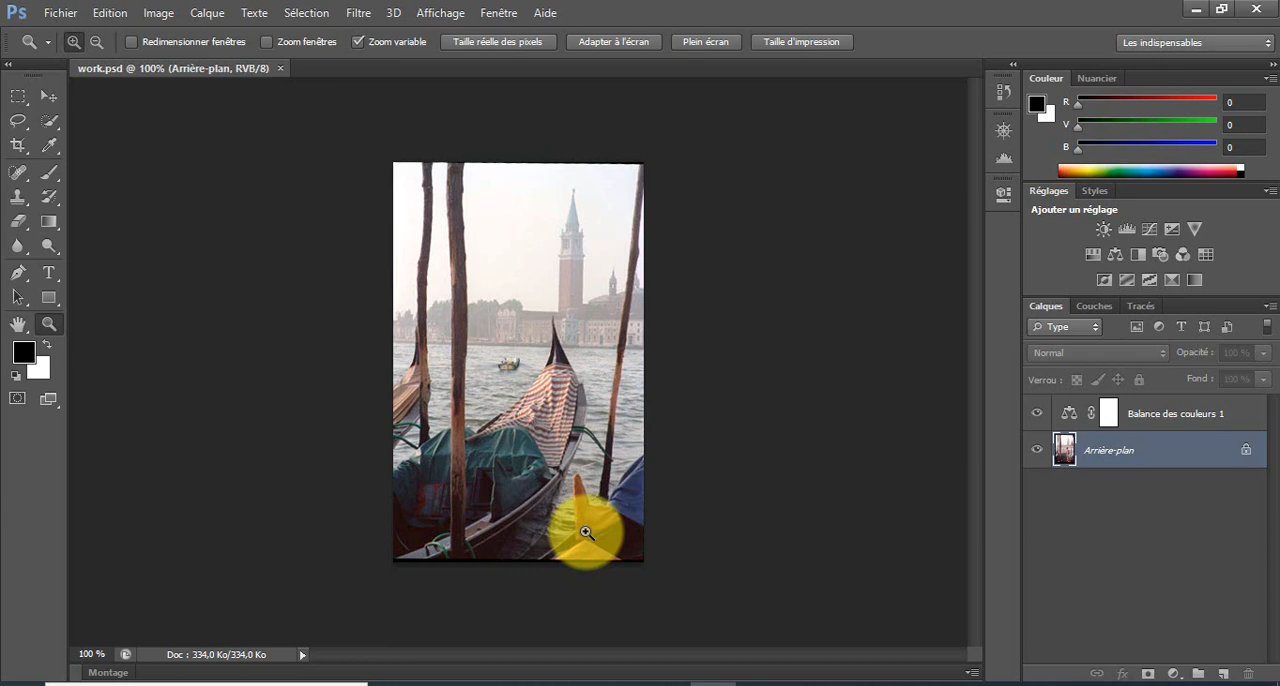 Ps Fichier Edition Image Calque Texte Sélection Filtre 3D Affichage Fenêtre Aide
Redimensionner fenêtres Zoom fenêtres Zoom variable Taille réelle des pixels Adapter à l'écran Plein écran Taille d'impression Les indispensables
work.psd @ 100% (Arrière-plan, RVB/8) ×
Couleur Nuancier
R 0
V 0
B 0
Réglages Styles
Ajouter un réglage
Calques Couches Tracés
Type
Normal Opacité : 100 %
Verrou : Fond : 100 %
Balance des couleurs 1
Arrière-plan
100 % Doc : 334,0 Ko/334,0 Ko
Montage